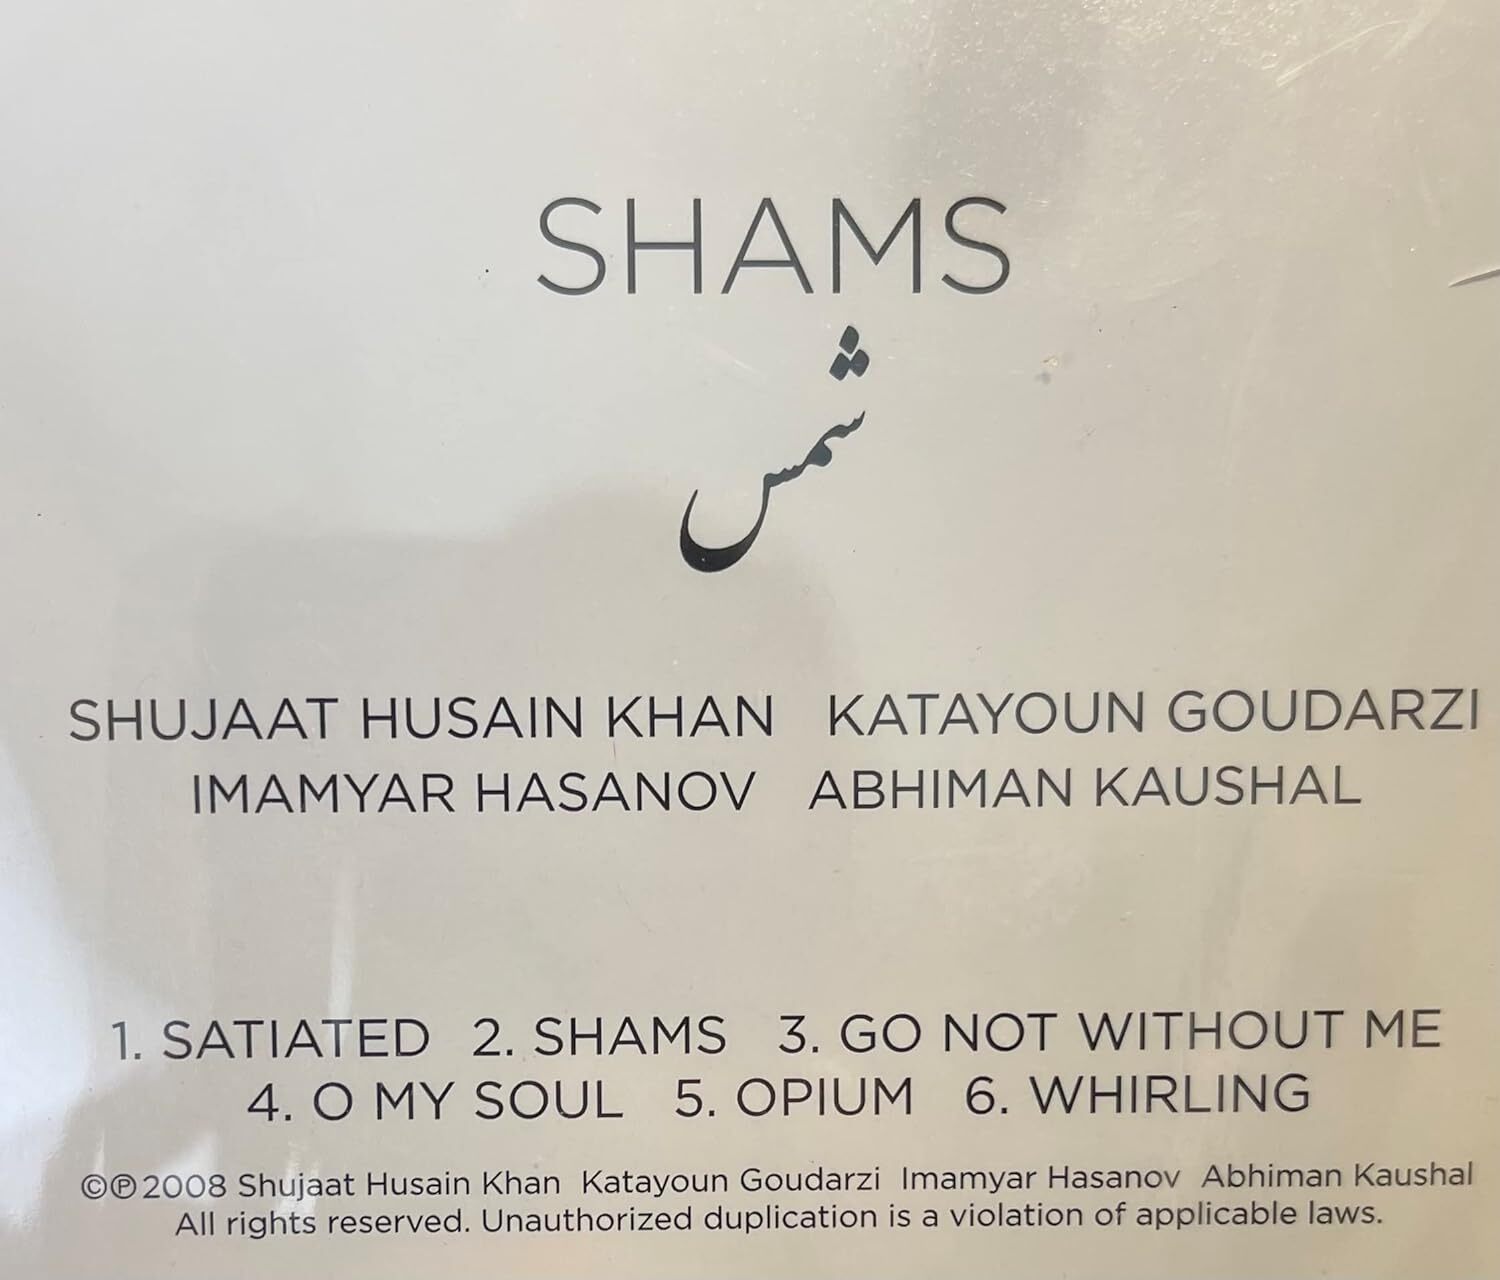 SHAMS
شمس
SHUJAAT HUSAIN KHAN KATAYOUN GOUDARZI
IMAMYAR HASANOV ABHIMAN KAUSHAL
1. SATIATED 2. SHAMS 3. GO NOT WITHOUT ME
4. O MY SOUL 5. OPIUM 6. WHIRLING
©℗2008 Shujaat Husain Khan Katayoun Goudarzi Imamyar Hasanov Abhiman Kaushal
All rights reserved. Unauthorized duplication is a violation of applicable laws.